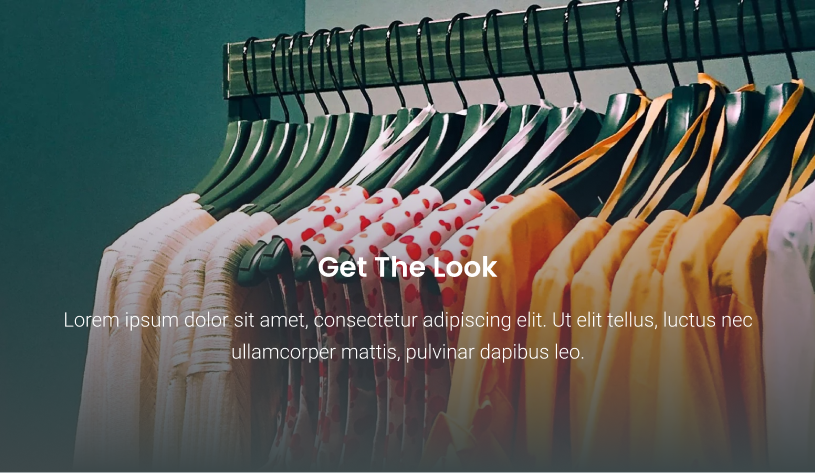 Get The Look
Lorem ipsum dolor sit amet, consectetur adipiscing elit. Ut elit tellus, luctus nec
ullamcorper mattis, pulvinar dapibus leo.